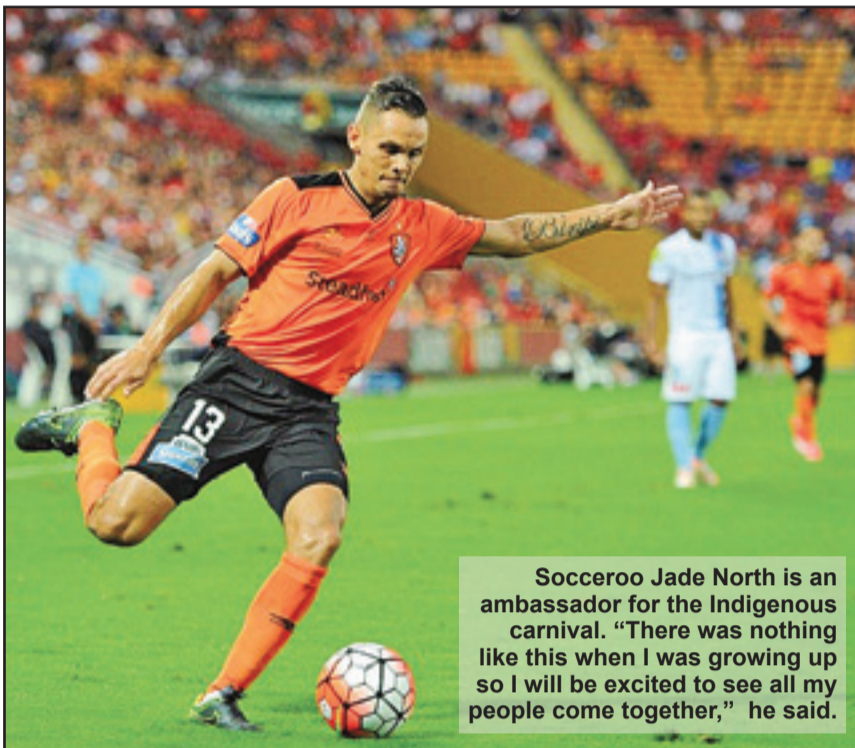 13
Socceroo Jade North is an
ambassador for the Indigenous
carnival. “There was nothing
like this when I was growing up
so I will be excited to see all my
people come together,”  he said.